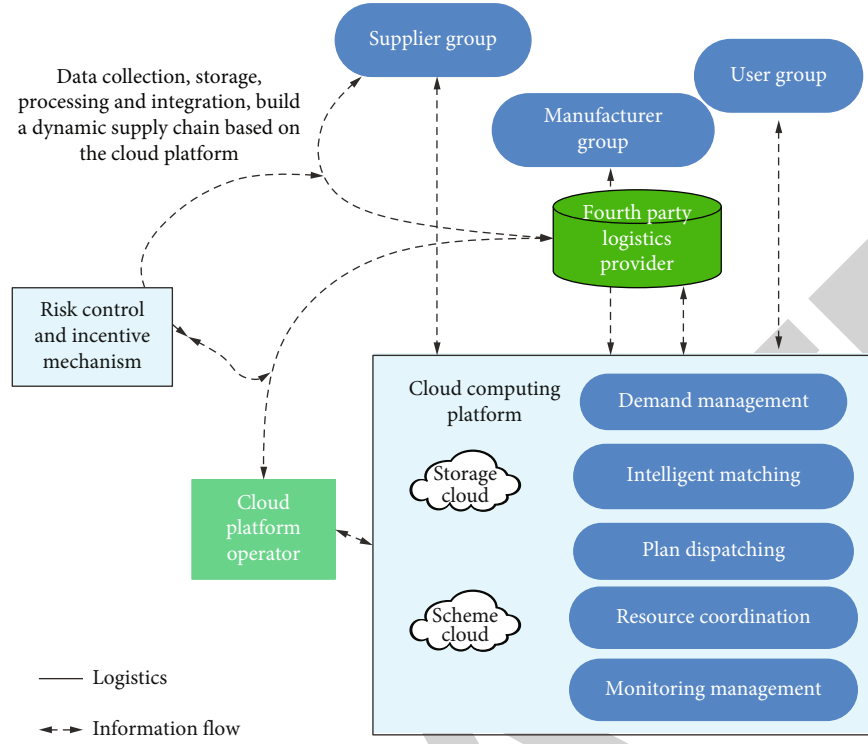 Supplier group
User group
Data collection, storage,
processing and integration, build
a dynamic supply chain based on
the cloud platform
Manufacturer
group
Fourth party
logistics
provider
Risk control
and incentive
mechanism
Cloud computing
platform
Demand management
Storage
cloud
Intelligent matching
Cloud
platform
operator
Plan dispatching
Scheme
cloud
Resource coordination
Monitoring management
Logistics
Information flow